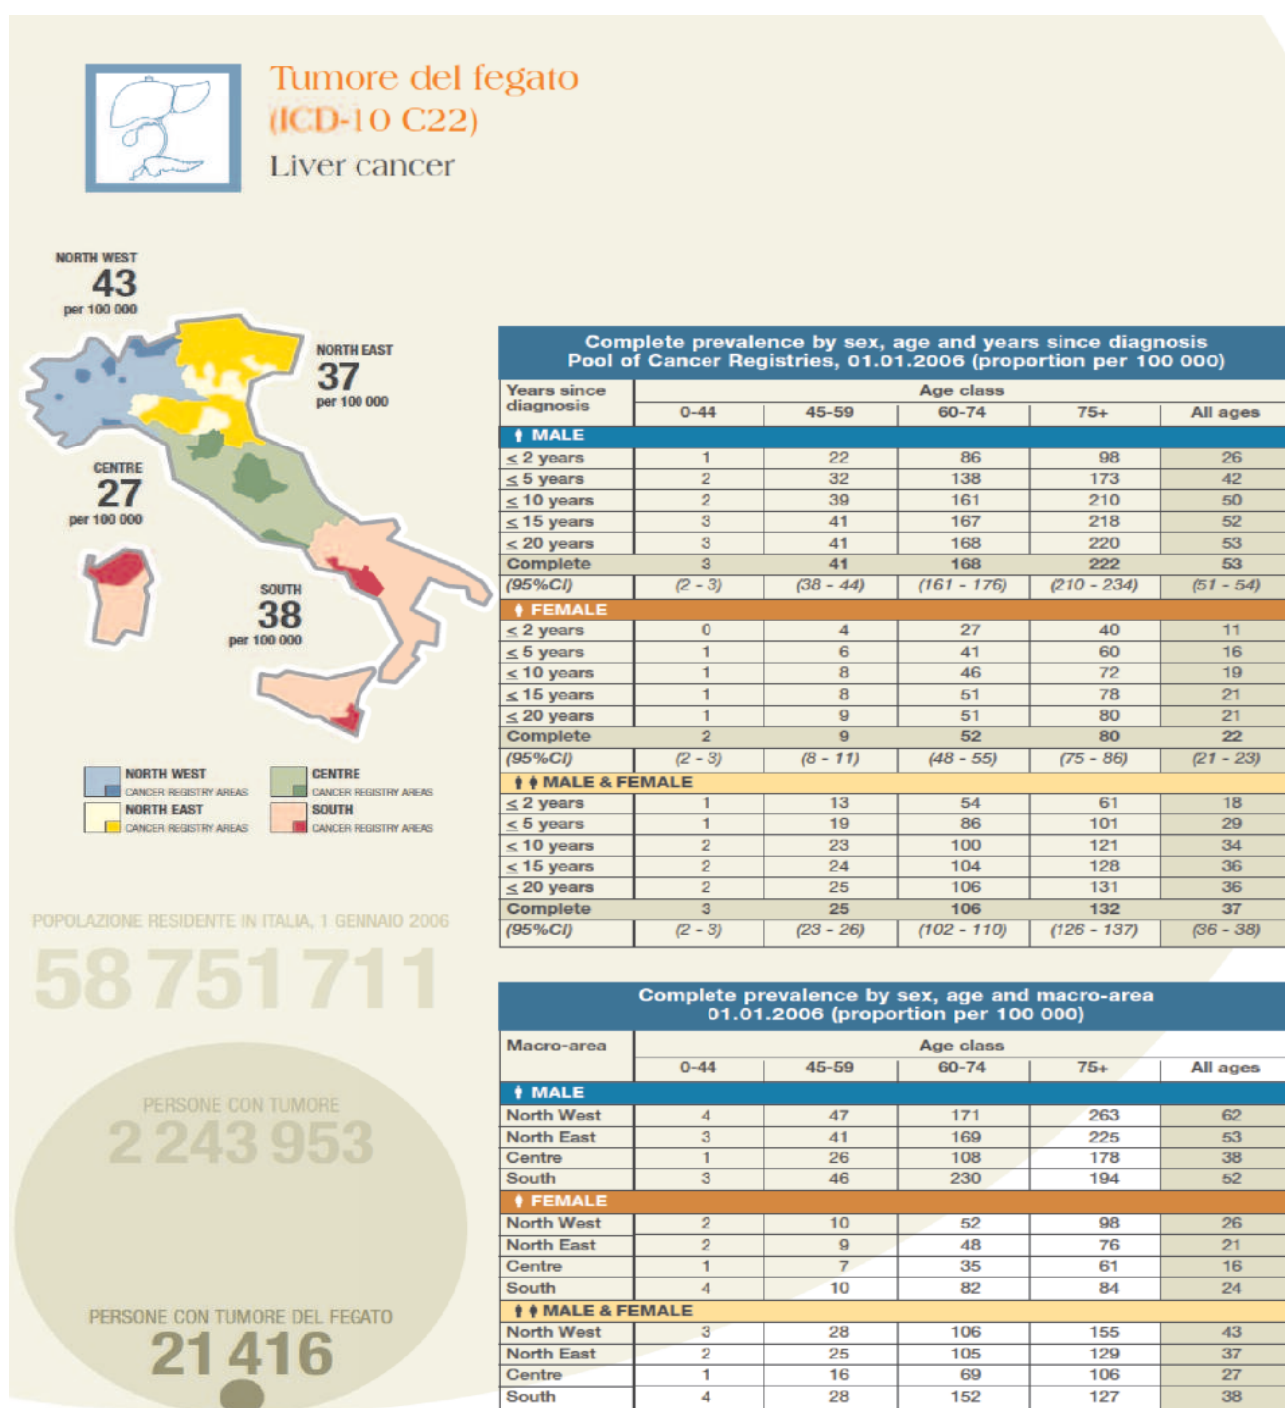 Tumore del fegato
(ICD-10 C22)
Liver cancer
NORTH WEST
43
per 100 000
NORTH EAST
37
per 100 000
CENTRE
27
per 100 000
SOUTH
38
per 100 000
NORTH WEST
CANCER REGISTRY AREAS
CENTRE
CANCER REGISTRY AREAS
NORTH EAST
CANCER REGISTRY AREAS
SOUTH
CANCER REGISTRY AREAS
POPOLAZIONE RESIDENTE IN ITALIA, 1 GENNAIO 2006
58 751 711
PERSONE CON TUMORE
2 243 953
PERSONE CON TUMORE DEL FEGATO
21 416
Complete prevalence by sex, age and years since diagnosis
Pool of Cancer Registries, 01.01.2006 (proportion per 100 000)
Years since diagnosis Age class
0-44 45-59 60-74 75+ All ages
MALE
≤ 2 years 1 22 86 98 26
≤ 5 years 2 32 138 173 42
≤ 10 years 2 39 161 210 50
≤ 15 years 3 41 167 218 52
≤ 20 years 3 41 168 220 53
Complete 3 41 168 222 53
(95%CI) (2 - 3) (38 - 44) (161 - 176) (210 - 234) (51 - 54)
FEMALE
≤ 2 years 0 4 27 40 11
≤ 5 years 1 6 41 60 16
≤ 10 years 1 8 46 72 19
≤ 15 years 1 8 51 78 21
≤ 20 years 1 9 51 80 21
Complete 2 9 52 80 22
(95%CI) (2 - 3) (8 - 11) (48 - 55) (75 - 86) (21 - 23)
MALE & FEMALE
≤ 2 years 1 13 54 61 18
≤ 5 years 1 19 86 101 29
≤ 10 years 2 23 100 121 34
≤ 15 years 2 24 104 128 36
≤ 20 years 2 25 106 131 36
Complete 3 25 106 132 37
(95%CI) (2 - 3) (23 - 26) (102 - 110) (126 - 137) (36 - 38)
Complete prevalence by sex, age and macro-area
01.01.2006 (proportion per 100 000)
Macro-area Age class
0-44 45-59 60-74 75+ All ages
MALE
North West 4 47 171 263 62
North East 3 41 169 225 53
Centre 1 26 108 178 38
South 3 46 230 194 52
FEMALE
North West 2 10 52 98 26
North East 2 9 48 76 21
Centre 1 7 35 61 16
South 4 10 82 84 24
MALE & FEMALE
North West 3 28 106 155 43
North East 2 25 105 129 37
Centre 1 16 69 106 27
South 4 28 152 127 38